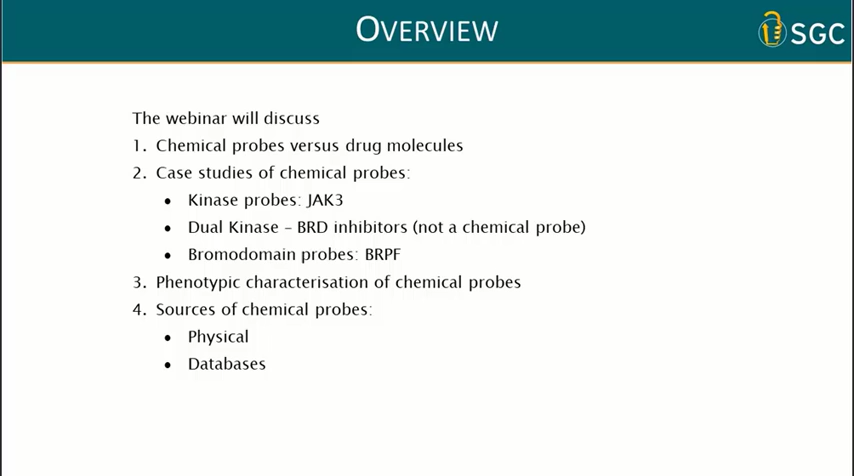 OVERVIEW
SGC
The webinar will discuss
1. Chemical probes versus drug molecules
2. Case studies of chemical probes:
• Kinase probes: JAK3
• Dual Kinase – BRD inhibitors (not a chemical probe)
• Bromodomain probes: BRPF
3. Phenotypic characterisation of chemical probes
4. Sources of chemical probes:
• Physical
• Databases